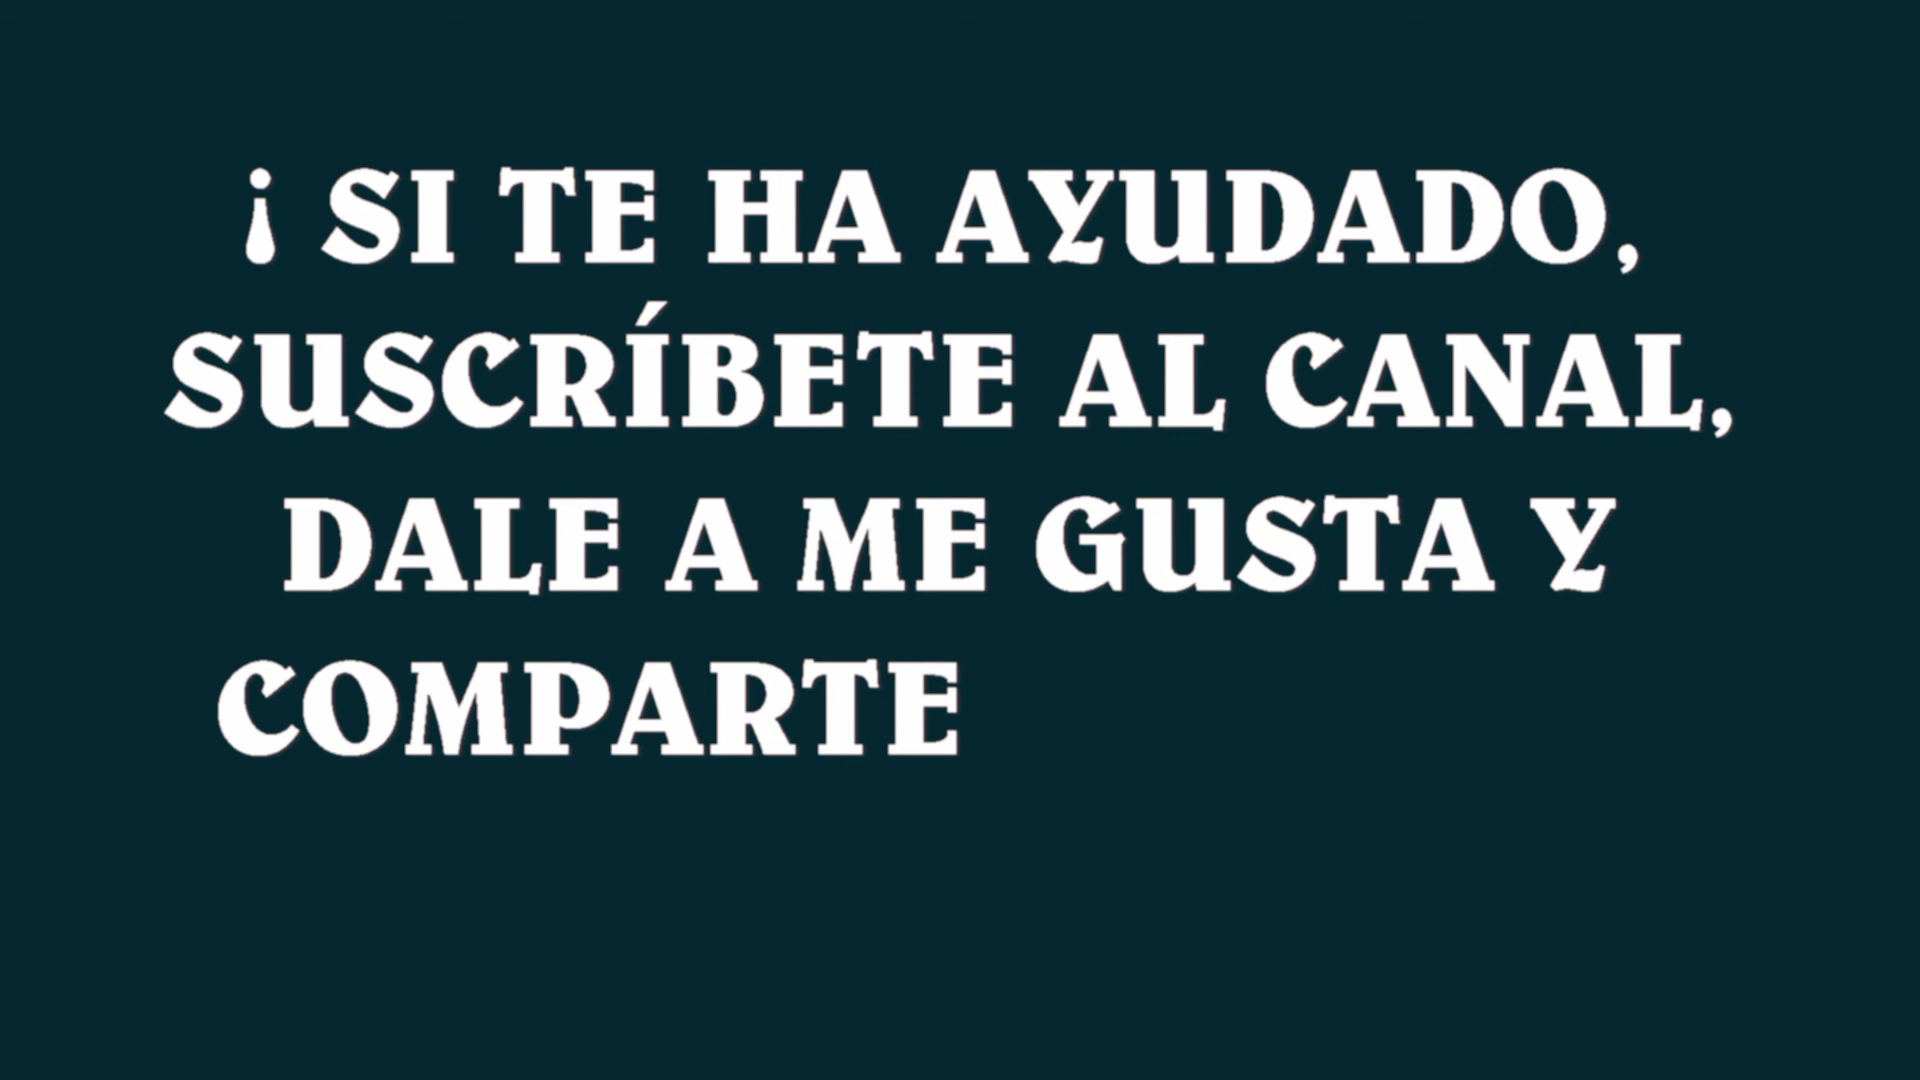 ¡ SI TE HA AYUDADO,
SUSCRÍBETE AL CANAL,
DALE A ME GUSTA Y
COMPARTE